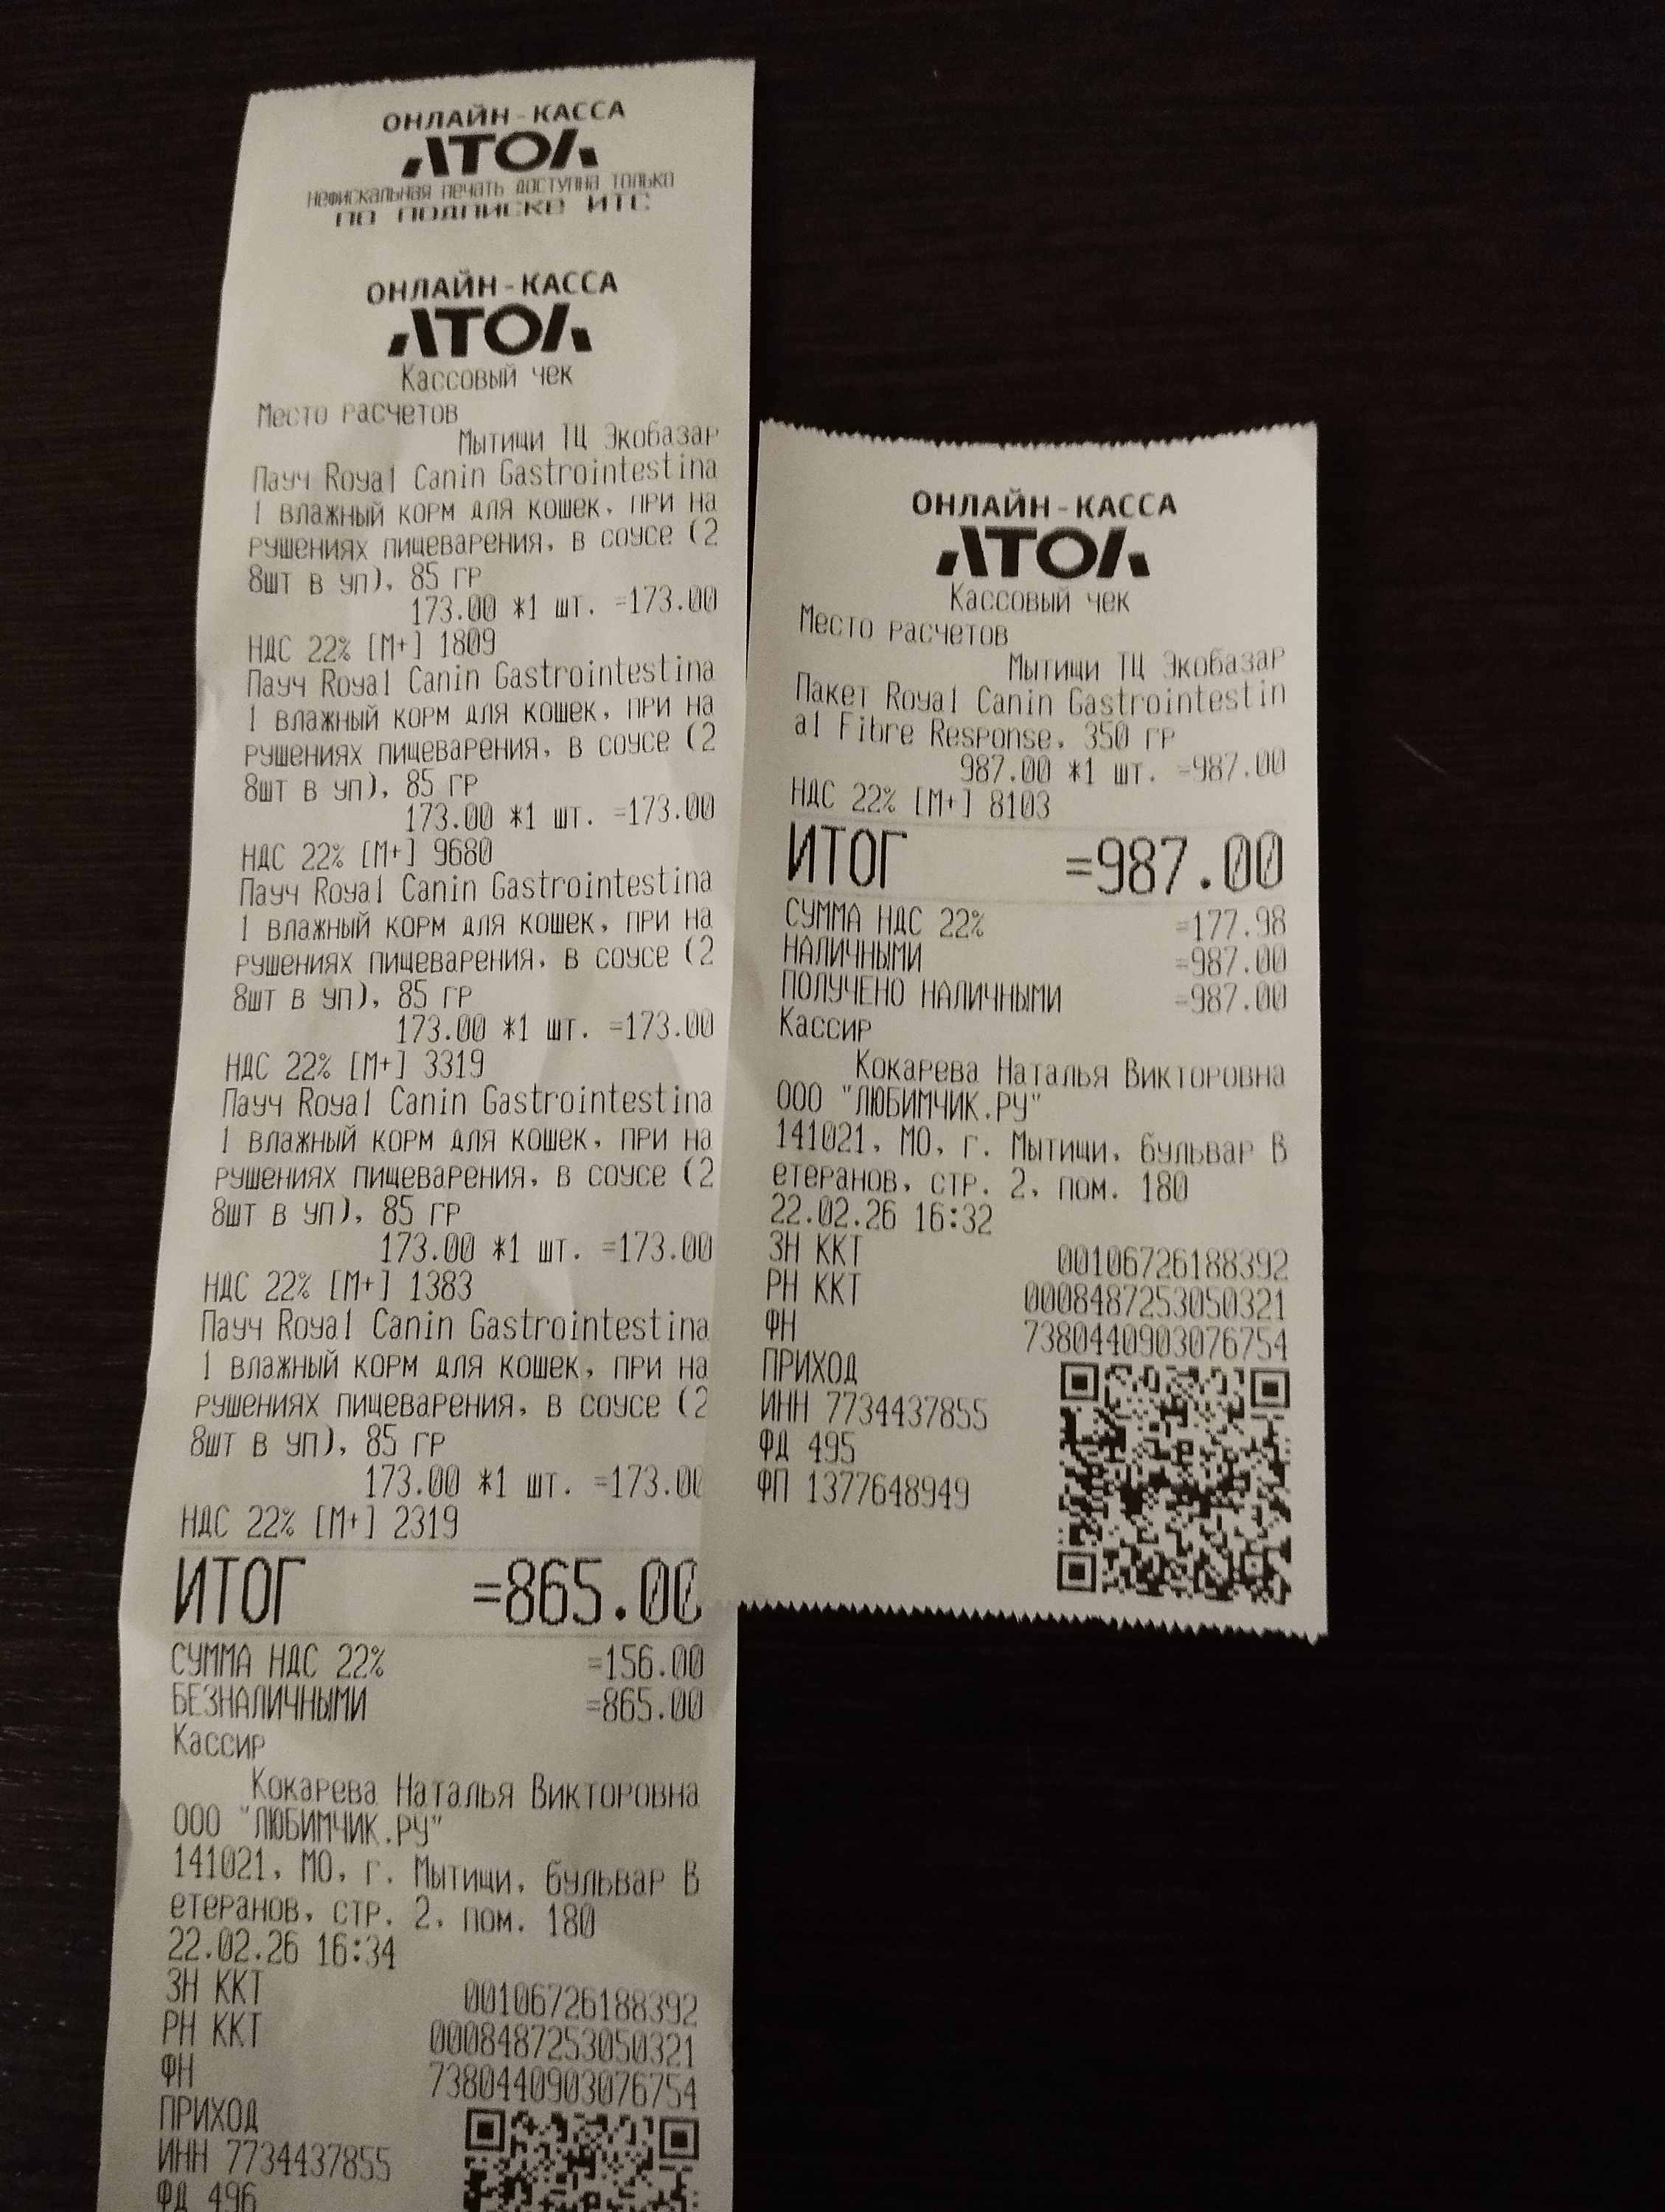 ОНЛАЙН-КАССА
АТОЛ
НЕФИСКАЛЬНАЯ ПЕЧАТЬ ДОСТУПНА ТОЛЬКО
ПО ПОДПИСКЕ ИТС
ОНЛАЙН-КАССА
АТОЛ
Кассовый чек
Место расчетов
Мытищи ТЦ Экобазар
Пауч Royal Canin Gastrointestina
l влажный корм для кошек, при на
рушениях пищеварения, в соусе (2
8шт в уп), 85 гр
173.00 *1 шт. =173.00
НДС 22% [М+] 1809
Пауч Royal Canin Gastrointestina
l влажный корм для кошек, при на
рушениях пищеварения, в соусе (2
8шт в уп), 85 гр
173.00 *1 шт. =173.00
НДС 22% [М+] 9680
Пауч Royal Canin Gastrointestina
l влажный корм для кошек, при на
рушениях пищеварения, в соусе (2
8шт в уп), 85 гр
173.00 *1 шт. =173.00
НДС 22% [М+] 3319
Пауч Royal Canin Gastrointestina
l влажный корм для кошек, при на
рушениях пищеварения, в соусе (2
8шт в уп), 85 гр
173.00 *1 шт. =173.00
НДС 22% [М+] 1383
Пауч Royal Canin Gastrointestina
l влажный корм для кошек, при на
рушениях пищеварения, в соусе (2
8шт в уп), 85 гр
173.00 *1 шт. =173.00
НДС 22% [М+] 2319
ИТОГ =865.00
СУММА НДС 22% =156.00
БЕЗНАЛИЧНЫМИ =865.00
Кассир
Кокарева Наталья Викторовна
ООО "ЛЮБИМЧИК.РУ"
141021, МО, г. Мытищи, бульвар В
етеранов, стр. 2, пом. 180
22.02.26 16:34
ЗН ККТ 00106726188392
РН ККТ 0008487253050321
ФН 7380440903076754
ПРИХОД
ИНН 7734437855
ФД 496
ОНЛАЙН-КАССА
АТОЛ
Кассовый чек
Место расчетов
Мытищи ТЦ Экобазар
Пакет Royal Canin Gastrointestin
al Fibre Response, 350 гр
987.00 *1 шт. =987.00
НДС 22% [М+] 8103
ИТОГ =987.00
СУММА НДС 22% =177.98
НАЛИЧНЫМИ =987.00
ПОЛУЧЕНО НАЛИЧНЫМИ =987.00
Кассир
Кокарева Наталья Викторовна
ООО "ЛЮБИМЧИК.РУ"
141021, МО, г. Мытищи, бульвар В
етеранов, стр. 2, пом. 180
22.02.26 16:32
ЗН ККТ 00106726188392
РН ККТ 0008487253050321
ФН 7380440903076754
ПРИХОД
ИНН 7734437855
ФД 495
ФП 1377648949